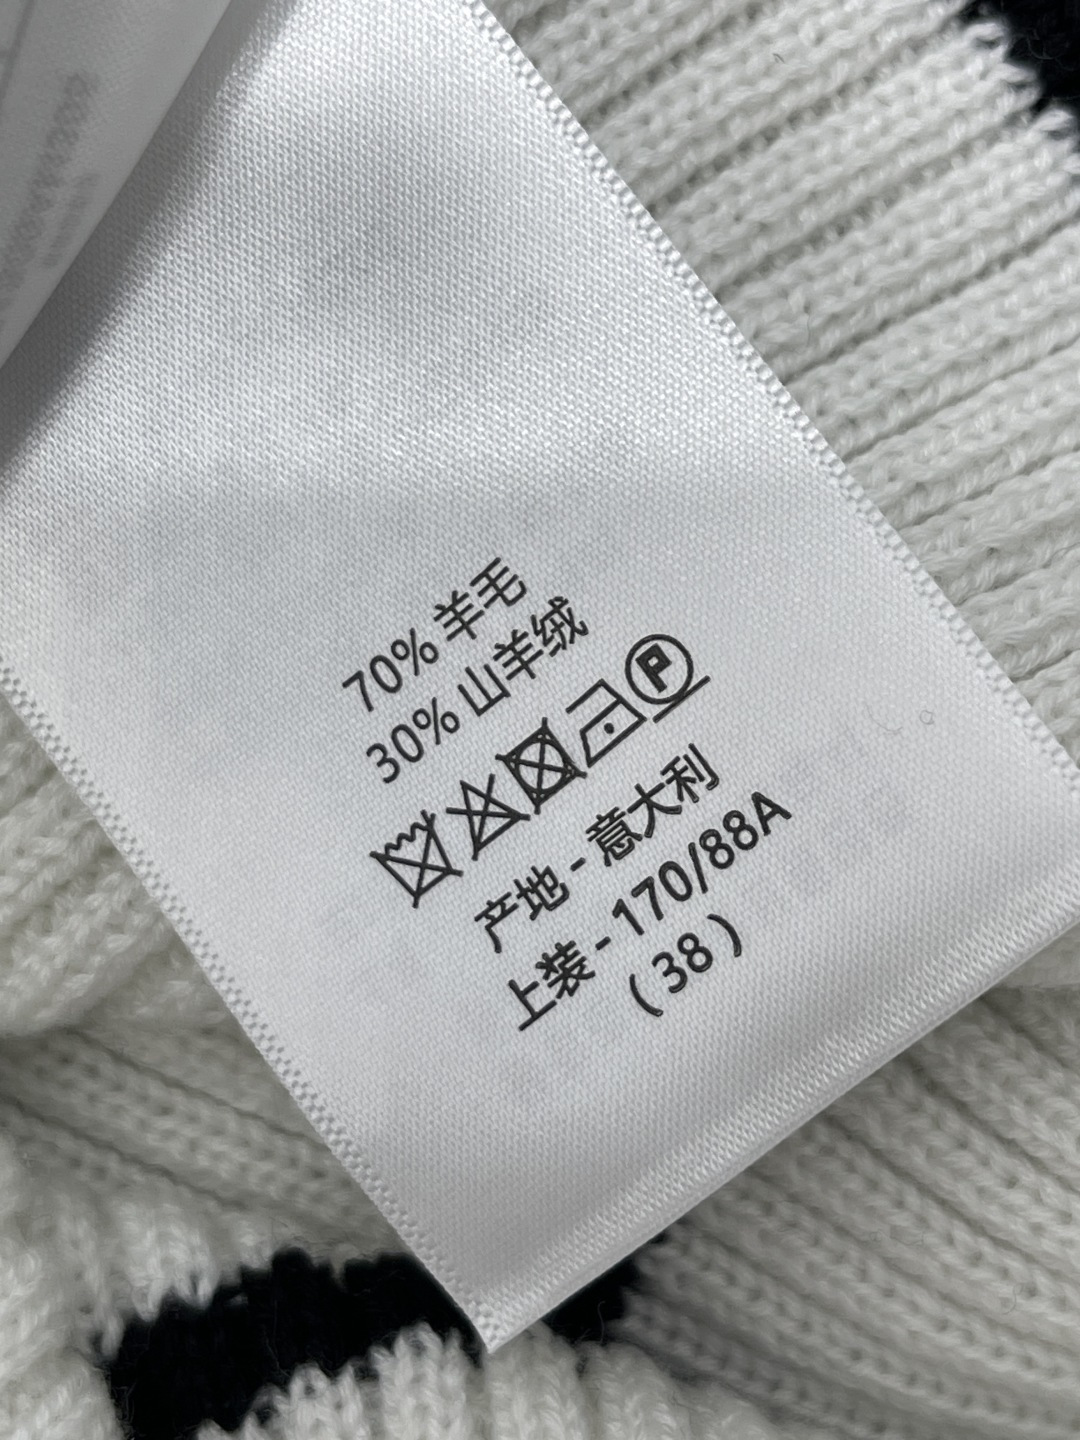 70% 羊毛
30% 山羊绒
P
产地 - 意大利
上装 - 170/88A
(38)